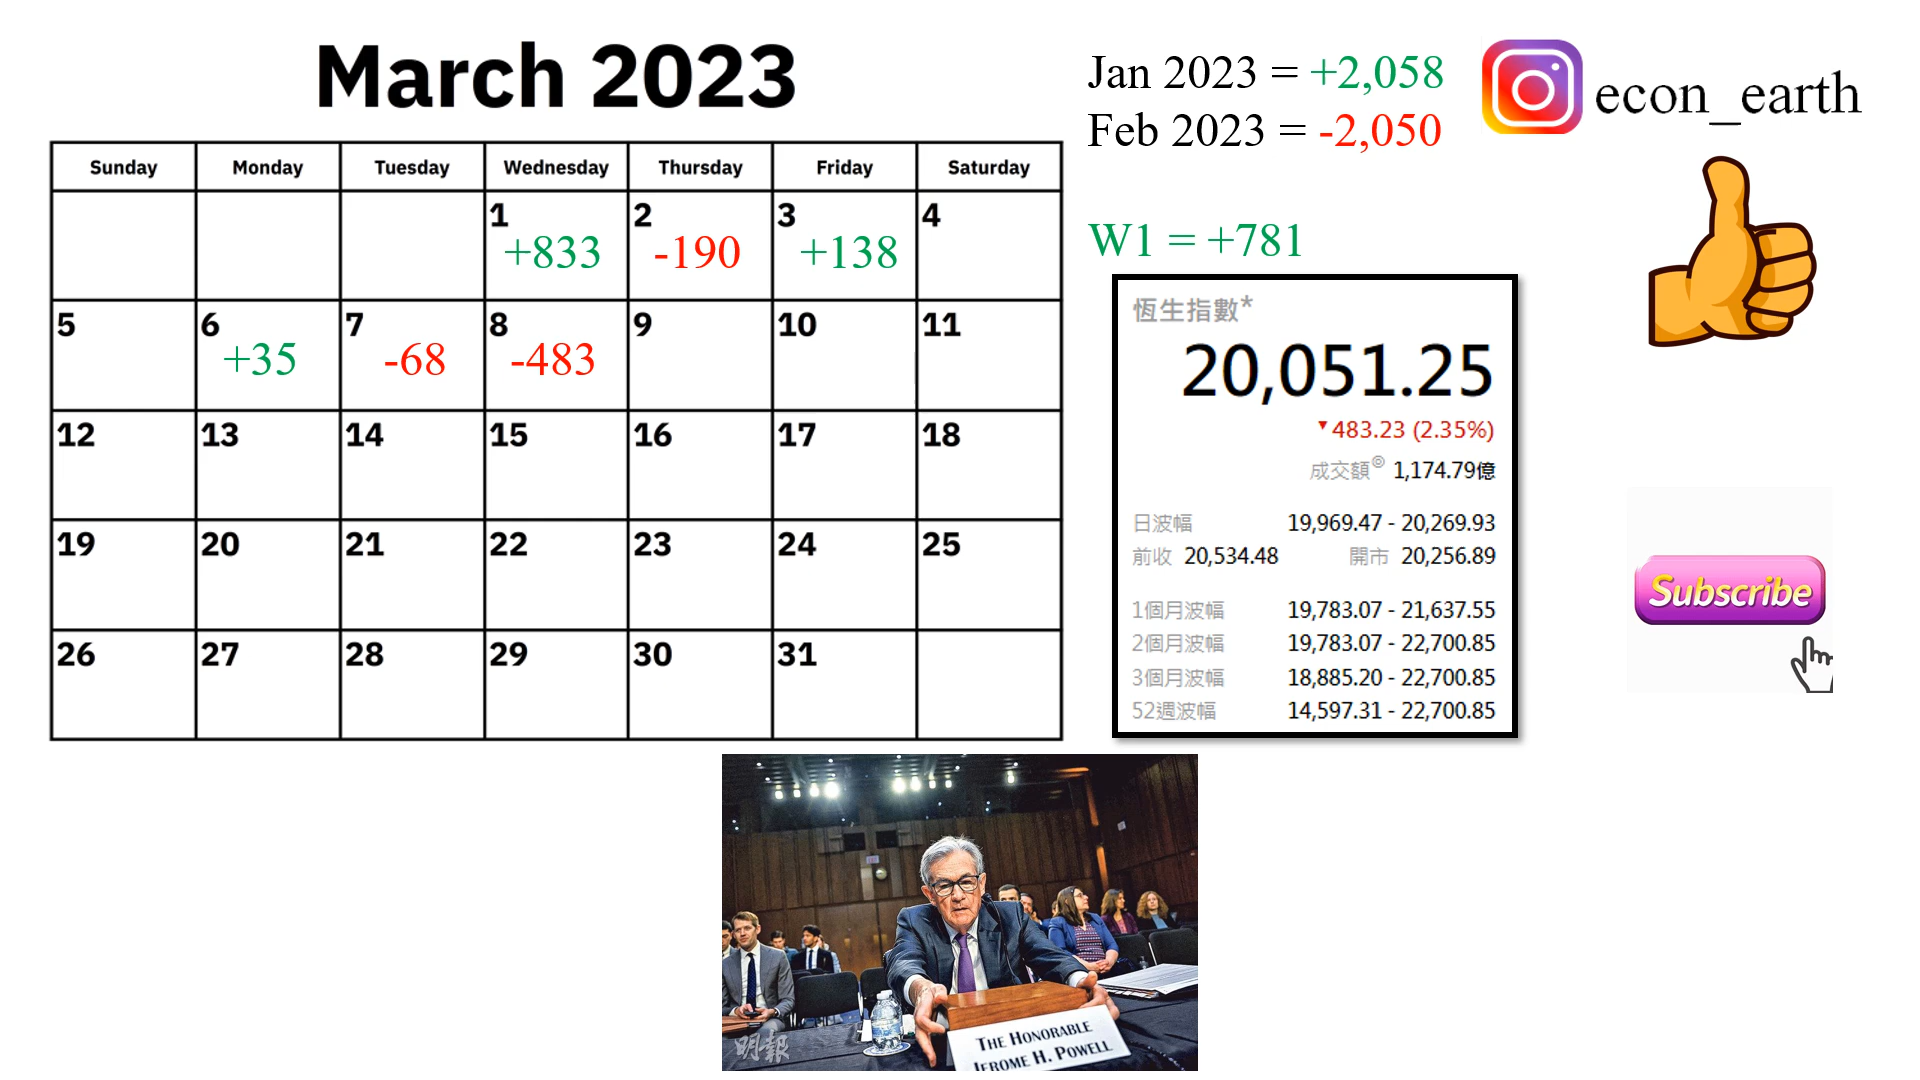 March 2023
Sunday Monday Tuesday Wednesday Thursday Friday Saturday
1 2 3 4
+833 -190 +138
5 6 7 8 9 10 11
+35 -68 -483
12 13 14 15 16 17 18
19 20 21 22 23 24 25
26 27 28 29 30 31
Jan 2023 = +2,058
Feb 2023 = -2,050
econ_earth
W1 = +781
恆生指數*
20,051.25
▼483.23 (2.35%)
成交額◎ 1,174.79億
日波幅 19,969.47 - 20,269.93
前收 20,534.48 開市 20,256.89
1個月波幅 19,783.07 - 21,637.55
2個月波幅 19,783.07 - 22,700.85
3個月波幅 18,885.20 - 22,700.85
52週波幅 14,597.31 - 22,700.85
Subscribe
THE HONORABLE
JEROME H. POWELL
明報